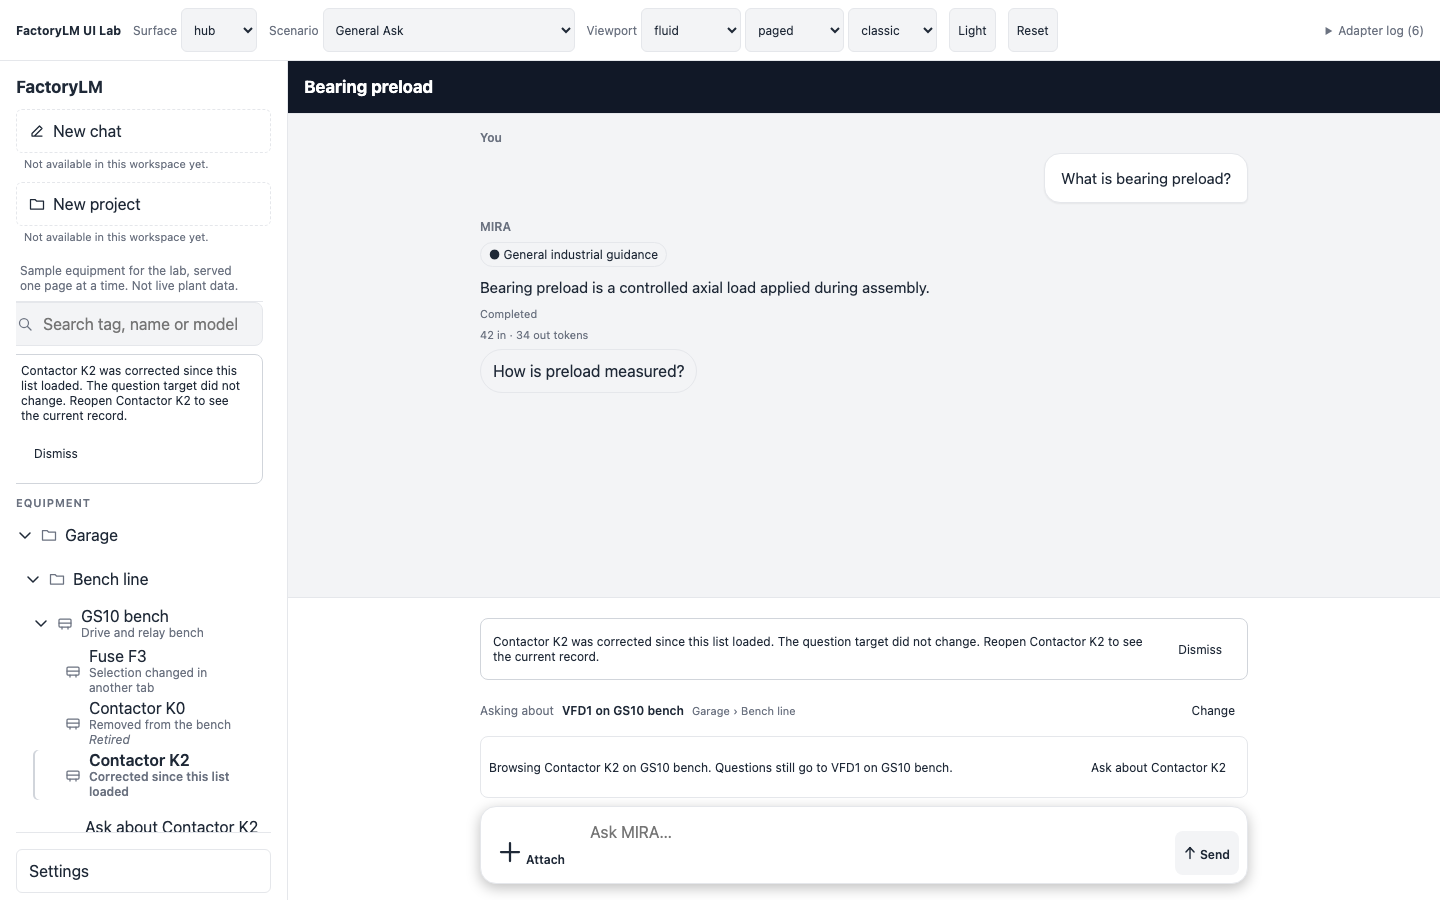 FactoryLM UI Lab
Surface
hub
Scenario
General Ask
Viewport
fluid
paged
classic
Light
Reset
Adapter log (6)
FactoryLM
New chat
Not available in this workspace yet.
New project
Not available in this workspace yet.
Sample equipment for the lab, served
one page at a time. Not live plant data.
Search tag, name or model
Contactor K2 was corrected since this
list loaded. The question target did not
change. Reopen Contactor K2 to see
the current record.
Dismiss
EQUIPMENT
Garage
Bench line
GS10 bench
Drive and relay bench
Fuse F3
Selection changed in
another tab
Contactor K0
Removed from the bench
Retired
Contactor K2
Corrected since this list
loaded
Ask about Contactor K2
Settings
Bearing preload
You
What is bearing preload?
MIRA
General industrial guidance
Bearing preload is a controlled axial load applied during assembly.
Completed
42 in · 34 out tokens
How is preload measured?
Contactor K2 was corrected since this list loaded. The question target did not change. Reopen Contactor K2 to see
the current record.
Dismiss
Asking about VFD1 on GS10 bench Garage › Bench line
Change
Browsing Contactor K2 on GS10 bench. Questions still go to VFD1 on GS10 bench.
Ask about Contactor K2
Ask MIRA...
Attach
Send